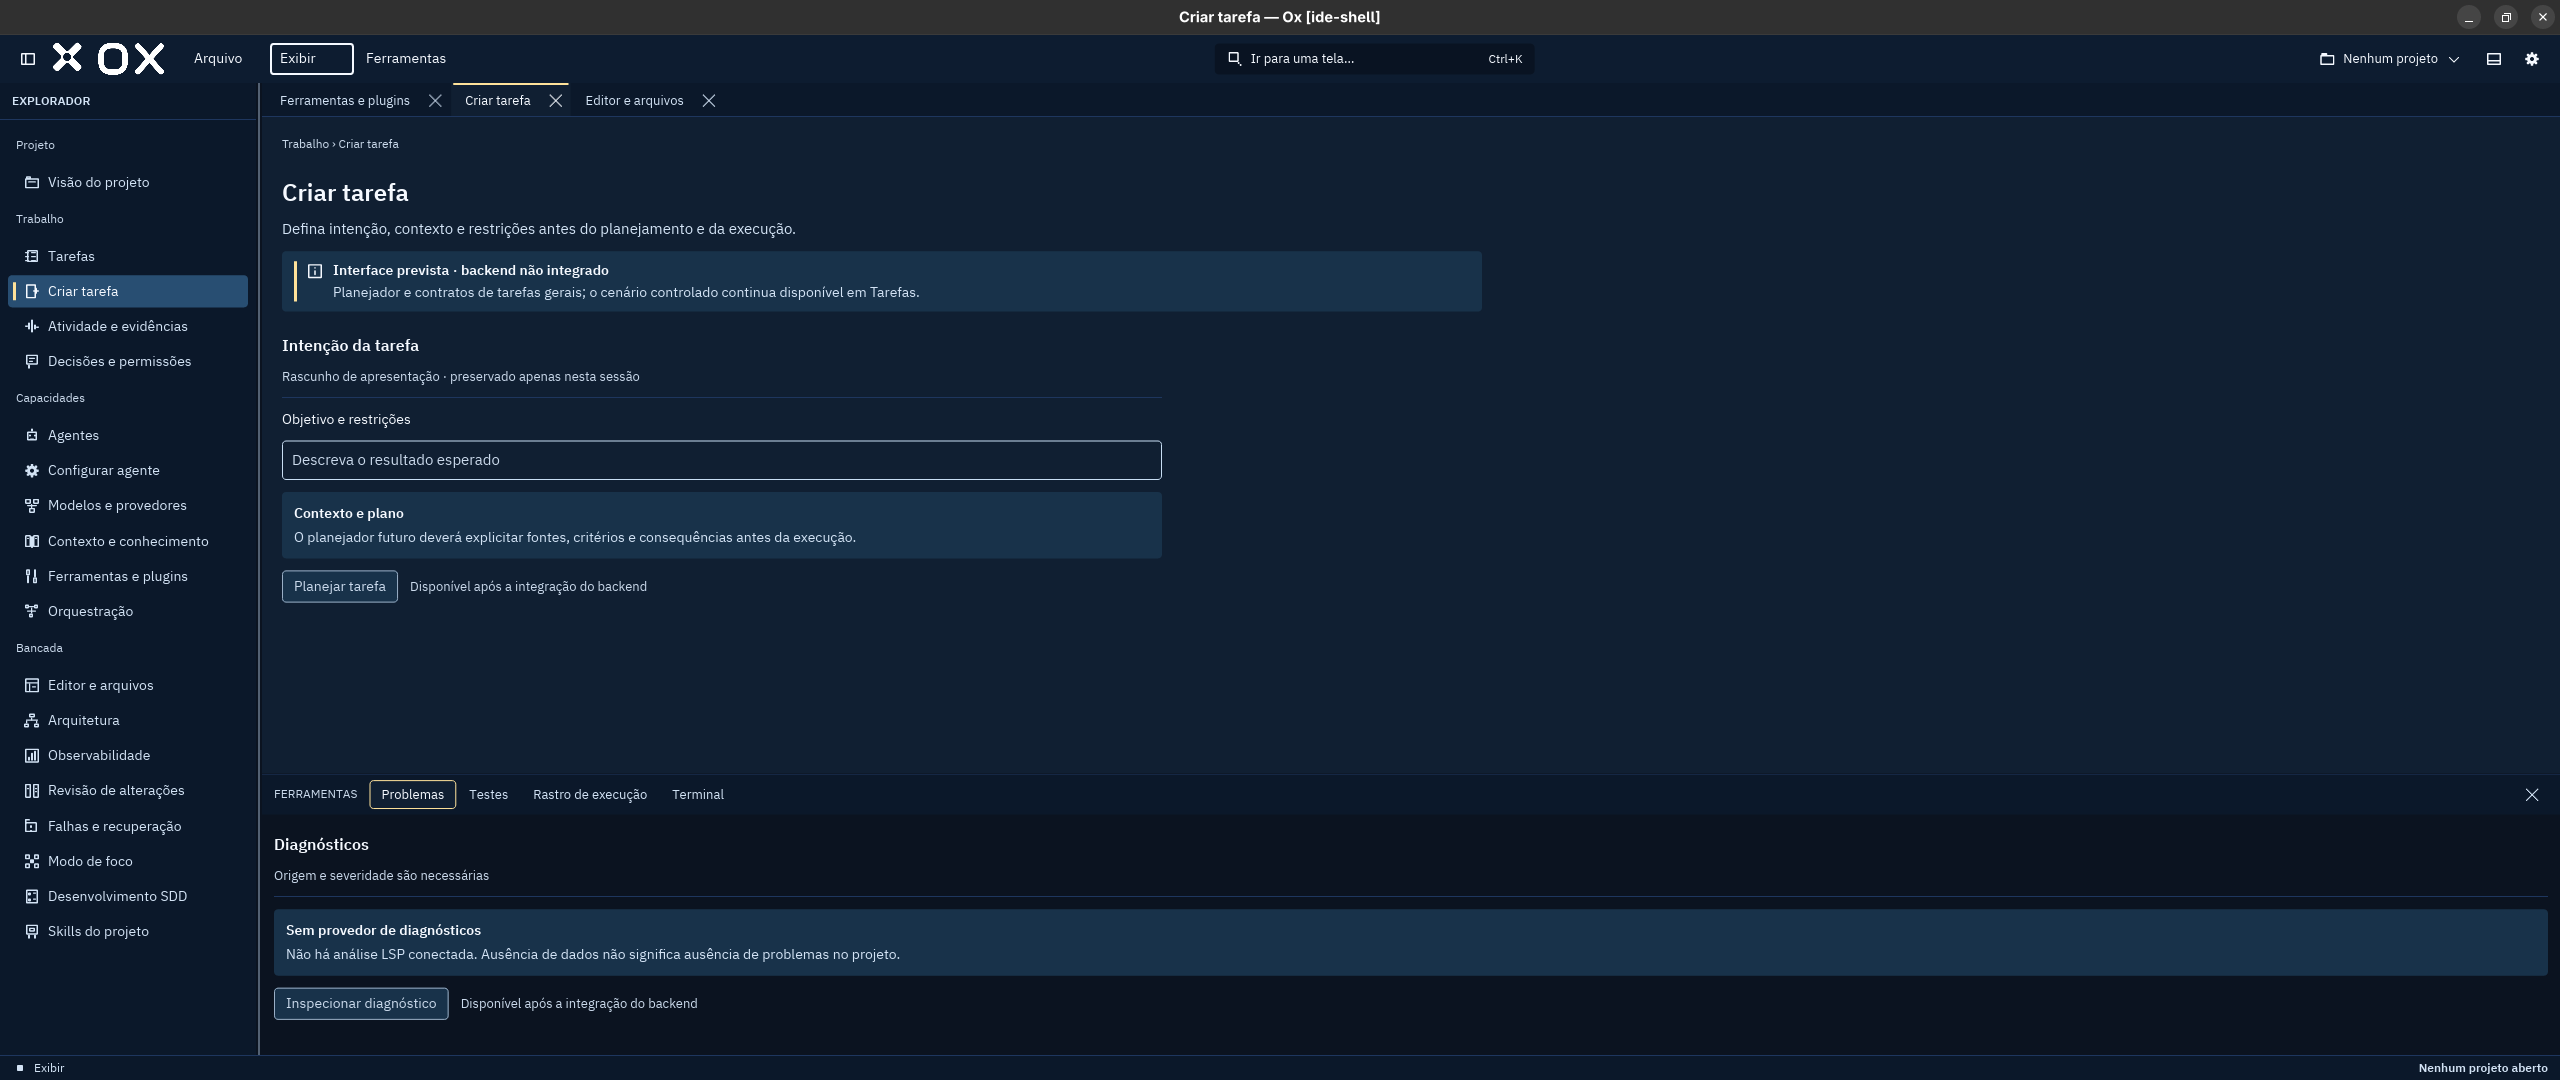 Criar tarefa — Ox [ide-shell]
OX Arquivo Exibir Ferramentas Ir para uma tela... Ctrl+K Nenhum projeto
EXPLORADOR
Ferramentas e plugins Criar tarefa Editor e arquivos
Projeto
Visão do projeto
Trabalho
Tarefas
Criar tarefa
Atividade e evidências
Decisões e permissões
Capacidades
Agentes
Configurar agente
Modelos e provedores
Contexto e conhecimento
Ferramentas e plugins
Orquestração
Bancada
Editor e arquivos
Arquitetura
Observabilidade
Revisão de alterações
Falhas e recuperação
Modo de foco
Desenvolvimento SDD
Skills do projeto
Trabalho › Criar tarefa
Criar tarefa
Defina intenção, contexto e restrições antes do planejamento e da execução.
Interface prevista · backend não integrado
Planejador e contratos de tarefas gerais; o cenário controlado continua disponível em Tarefas.
Intenção da tarefa
Rascunho de apresentação · preservado apenas nesta sessão
Objetivo e restrições
Descreva o resultado esperado
Contexto e plano
O planejador futuro deverá explicitar fontes, critérios e consequências antes da execução.
Planejar tarefa Disponível após a integração do backend
FERRAMENTAS Problemas Testes Rastro de execução Terminal
Diagnósticos
Origem e severidade são necessárias
Sem provedor de diagnósticos
Não há análise LSP conectada. Ausência de dados não significa ausência de problemas no projeto.
Inspecionar diagnóstico Disponível após a integração do backend
Exibir Nenhum projeto aberto